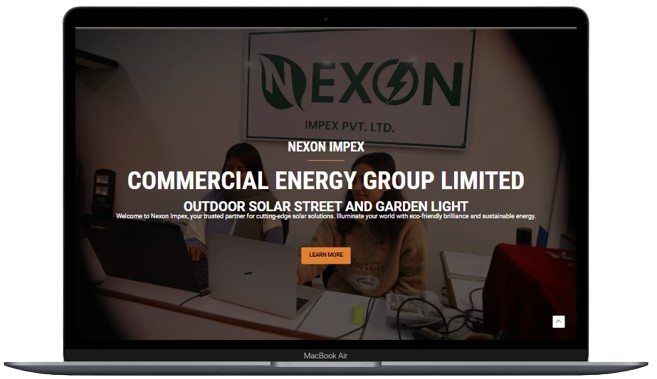 NEXON
IMPEX PVT. LTD.
NEXON IMPEX
COMMERCIAL ENERGY GROUP LIMITED
OUTDOOR SOLAR STREET AND GARDEN LIGHT
Welcome to Nexon Impex, your trusted partner for cutting-edge solar solutions. Illuminate your world with eco-friendly brilliance and sustainable energy.
LEARN MORE
MacBook Air